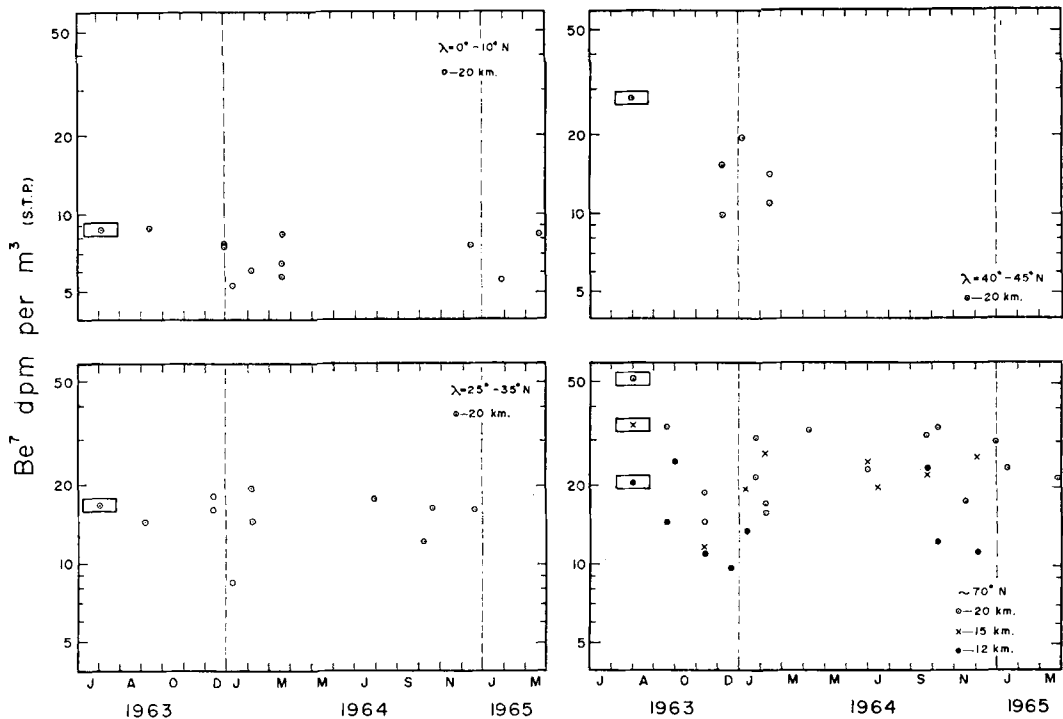 Be⁷ dpm per m³ (S.T.P.)
50
20
10
5
λ=0°-10° N
⊙—20 km.
50
20
10
5
λ=40°-45° N
⊙—20 km.
50
20
10
5
λ=25°-35° N
⊙—20 km.
J A O D J M M J S N J M
1963 1964 1965
50
20
10
5
~70° N
⊙—20 km.
×—15 km.
●—12 km.
J A O D J M M J S N J M
1963 1964 1965